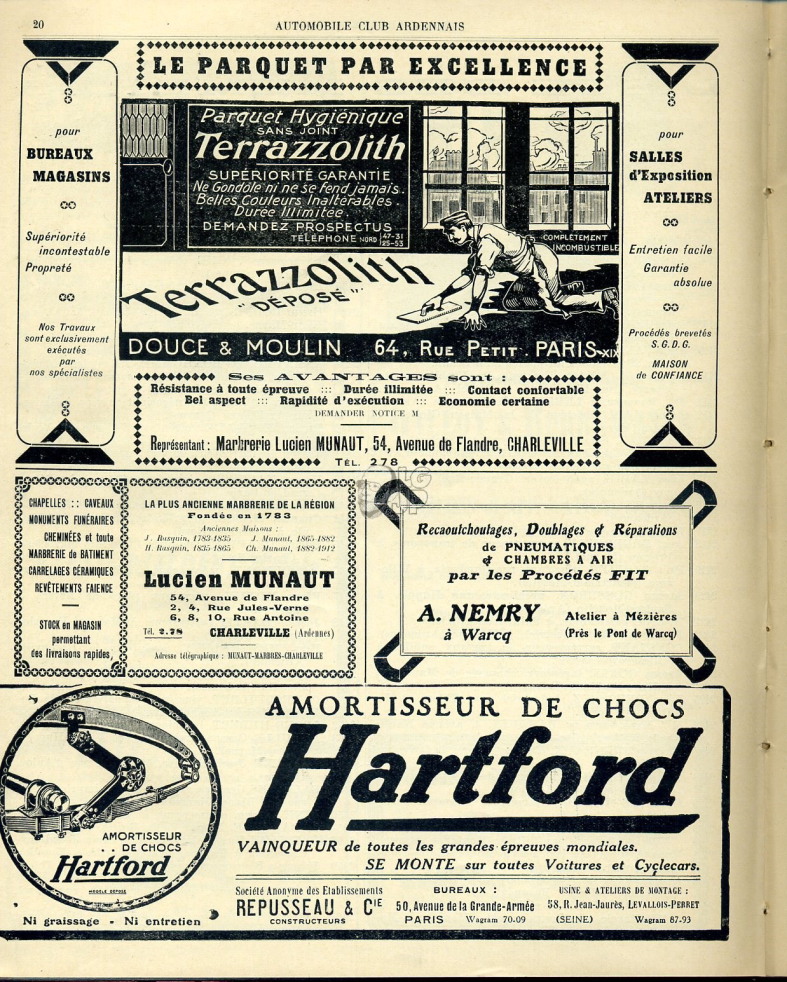 20
AUTOMOBILE CLUB ARDENNAIS
LE PARQUET PAR EXCELLENCE
pour
BUREAUX
MAGASINS
Supériorité
incontestable
Propreté
Nos Travaux
sont exclusivement
exécutés
par
nos spécialistes
Parquet Hygiénique
SANS JOINT
Terrazzolith
SUPÉRIORITÉ GARANTIE
Ne Gondole ni ne se fend jamais.
Belles Couleurs Inaltérables.
Durée Illimitée.
DEMANDEZ PROSPECTUS
TÉLÉPHONE NORD 47-31
25-53
COMPLÈTEMENT
INCOMBUSTIBLE
Terrazzolith
"DÉPOSÉ"
DOUCE & MOULIN 64, RUE PETIT. PARIS-XIX
pour
SALLES
d'Exposition
ATELIERS
Entretien facile
Garantie
absolue
Procédés brevetés
S.G.D.G.
MAISON
de CONFIANCE
Ses AVANTAGES sont :
Résistance à toute épreuve ::: Durée illimitée ::: Contact confortable
Bel aspect ::: Rapidité d'exécution ::: Economie certaine
DEMANDER NOTICE M
Représentant : Marbrerie Lucien MUNAUT, 54, Avenue de Flandre, CHARLEVILLE
TÉL. 278
CHAPELLES :: CAVEAUX
MONUMENTS FUNÉRAIRES
CHEMINÉES et toute
MARBRERIE de BATIMENT
CARRELAGES CÉRAMIQUES
REVÊTEMENTS FAIENCE
STOCK en MAGASIN
permettant
des livraisons rapides,
LA PLUS ANCIENNE MARBRERIE DE LA RÉGION
Fondée en 1783
Anciennes Maisons :
J. Rasquin, 1783-1835 J. Munaut, 1865-1882
H. Rasquin, 1835-1865 Ch. Munaut, 1882-1912
Lucien MUNAUT
54, Avenue de Flandre
2, 4, Rue Jules-Verne
6, 8, 10, Rue Antoine
Tél. 2.78 CHARLEVILLE (Ardennes)
Adresse télégraphique : MUNAUT-MARBRES-CHARLEVILLE
Recaoutchoutages, Doublages & Réparations
de PNEUMATIQUES
& CHAMBRES A AIR
par les Procédés FIT
A. NEMRY
à Warcq
Atelier à Mézières
(Près le Pont de Warcq)
AMORTISSEUR DE CHOCS
Hartford
VAINQUEUR de toutes les grandes épreuves mondiales.
SE MONTE sur toutes Voitures et Cyclecars.
AMORTISSEUR
.. DE CHOCS
Hartford
MODÈLE DÉPOSÉ
Ni graissage - Ni entretien
Société Anonyme des Etablissements
REPUSSEAU & CIE
CONSTRUCTEURS
BUREAUX :
50, Avenue de la Grande-Armée
PARIS Wagram 70.09
USINE & ATELIERS DE MONTAGE :
58, R. Jean-Jaurès, LEVALLOIS-PERRET
(SEINE) Wagram 87-93